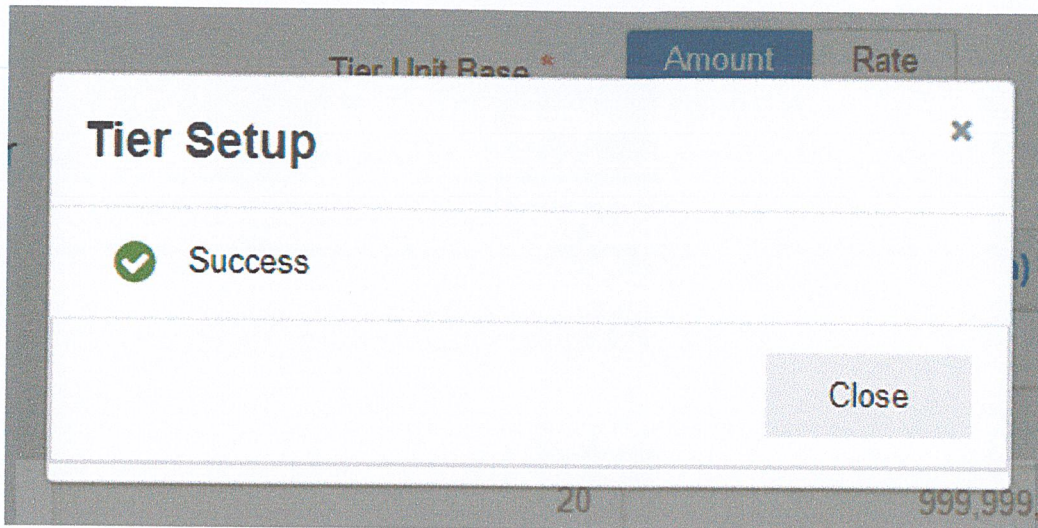 Tier Unit Base * Amount Rate
Tier Setup ×
r
Success
)
Close
20 999,999,